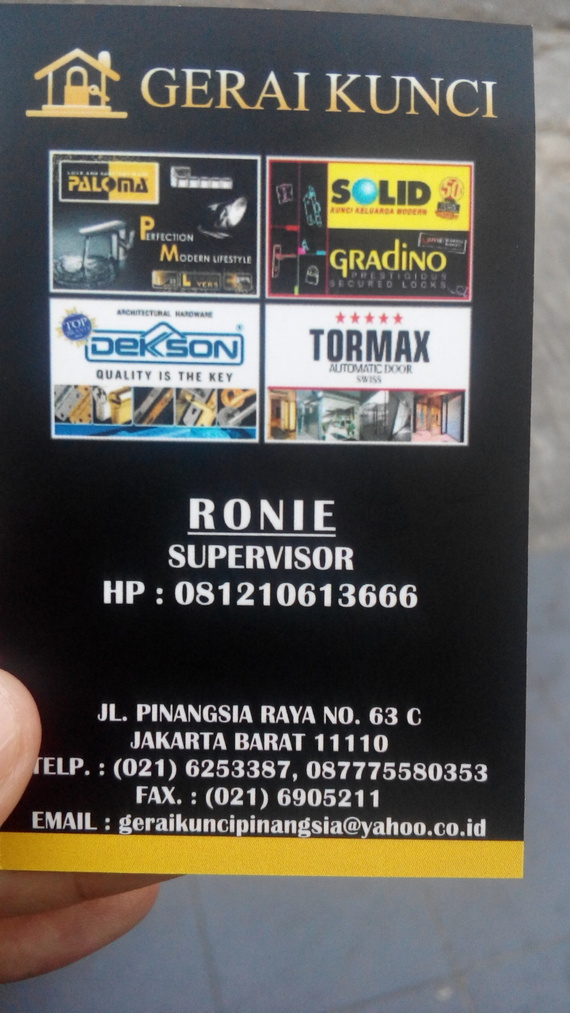 GERAI KUNCI
PALOMA
PERFECTION
MODERN LIFESTYLE
SOLID
KUNCI KELUARGA MODERN
50
GRADINO
PRESTIGIOUS
SECURED LOCKS
ARCHITECTURAL HARDWARE
TOP
DEKSON
QUALITY IS THE KEY
TORMAX
AUTOMATIC DOOR
SWISS
RONIE
SUPERVISOR
HP : 081210613666
JL. PINANGSIA RAYA NO. 63 C
JAKARTA BARAT 11110
TELP. : (021) 6253387, 087775580353
FAX. : (021) 6905211
EMAIL : geraikuncipinangsia@yahoo.co.id